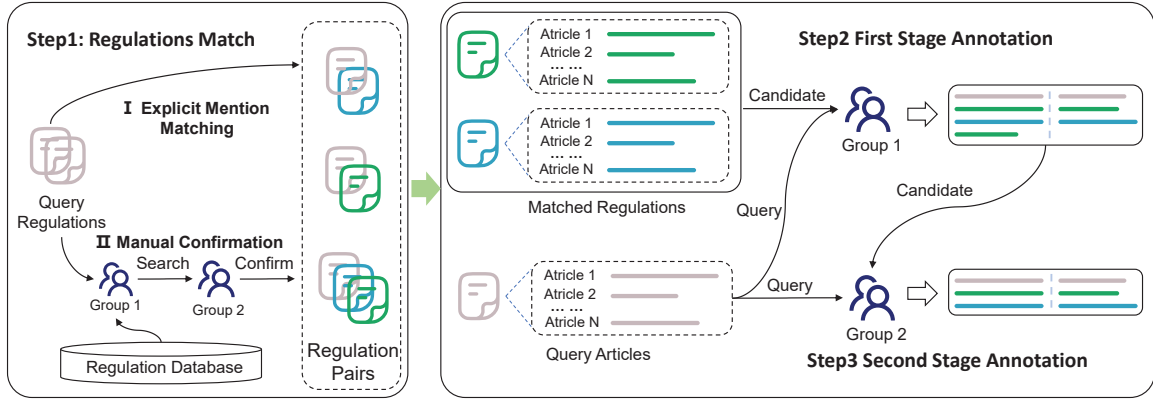 Step1: Regulations Match
I Explicit Mention
Matching
Query
Regulations
II Manual Confirmation
Search
Confirm
Group 1
Group 2
Regulation Database
Regulation
Pairs
Atricle 1
Atricle 2
... ...
Atricle N
Atricle 1
Atricle 2
... ...
Atricle N
Matched Regulations
Atricle 1
Atricle 2
... ...
Atricle N
Query Articles
Step2 First Stage Annotation
Candidate
Group 1
Candidate
Query
Query
Group 2
Step3 Second Stage Annotation